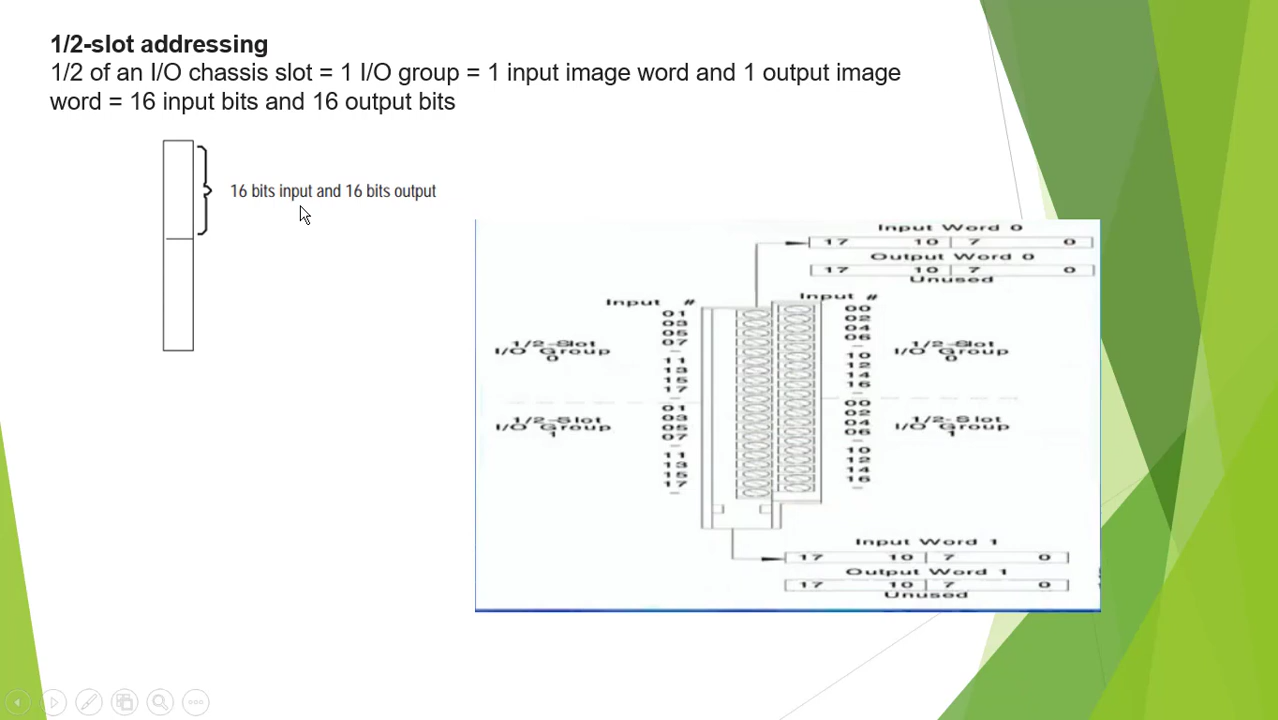 1/2-slot addressing
1/2 of an I/O chassis slot = 1 I/O group = 1 input image word and 1 output image
word = 16 input bits and 16 output bits
16 bits input and 16 bits output
Input Word 0
17 10 7 0
Output Word 0
17 10 7 0
Unused
Input #
01
03
05
07
-
11
13
15
17
-
01
03
05
07
-
11
13
15
17
-
Input #
00
02
04
06
-
10
12
14
16
-
00
02
04
06
-
10
12
14
16
-
1/2-Slot
I/O Group
0
1/2-Slot
I/O Group
1
1/2-Slot
I/O Group
0
1/2-Slot
I/O Group
1
Input Word 1
17 10 7 0
Output Word 1
17 10 7 0
Unused